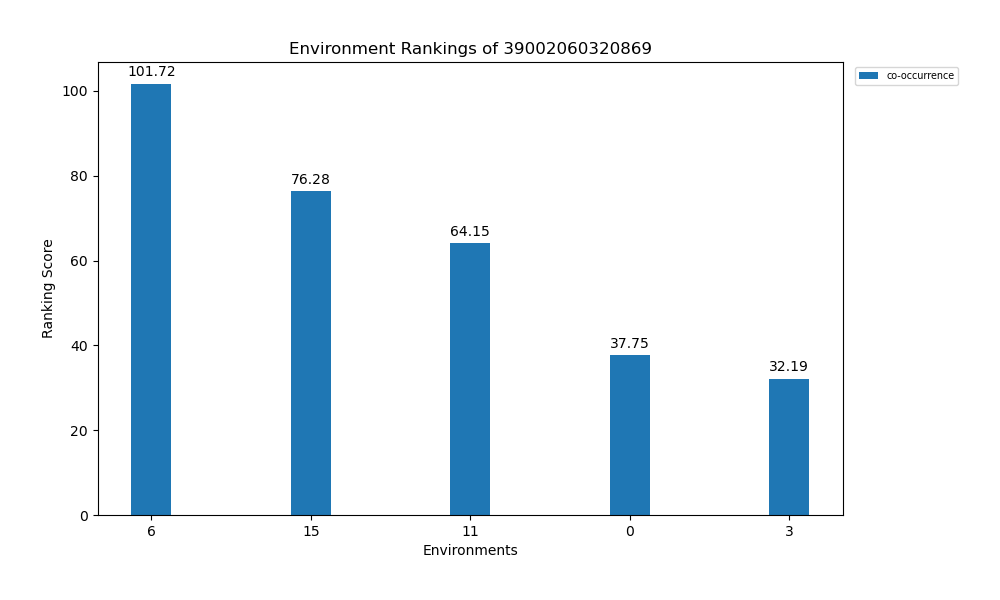 Environment Rankings of 39002060320869
101.72
76.28
64.15
37.75
32.19
co-occurrence
100
80
60
40
20
0
Ranking Score
6 15 11 0 3
Environments